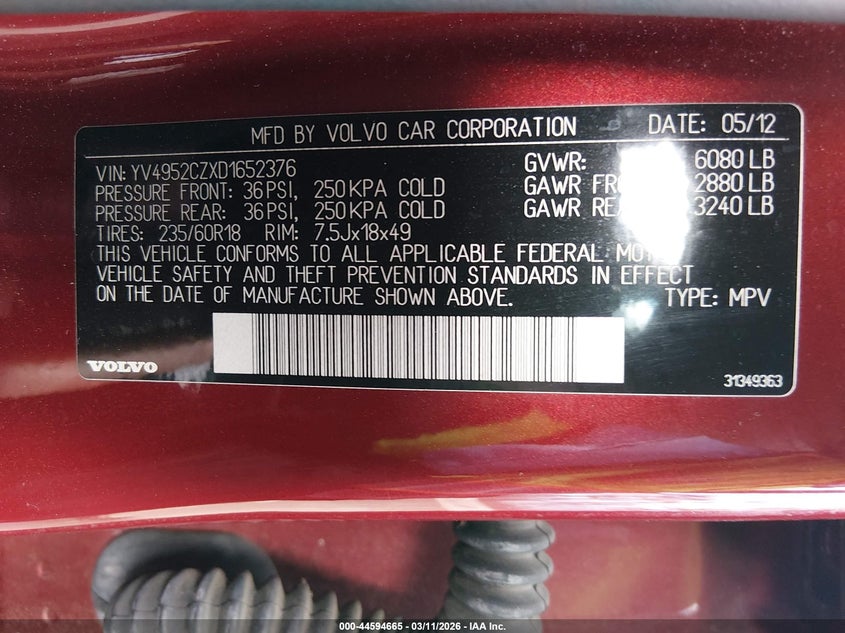 MFD BY VOLVO CAR CORPORATION DATE: 05/12
VIN: YV4952CZXD1652376 GVWR: 6080 LB
PRESSURE FRONT: 36 PSI, 250 KPA COLD GAWR FR 2880 LB
PRESSURE REAR: 36 PSI, 250 KPA COLD GAWR REA 3240 LB
TIRES: 235/60R18 RIM: 7.5Jx18x49
THIS VEHICLE CONFORMS TO ALL APPLICABLE FEDERAL MOT
VEHICLE SAFETY AND THEFT PREVENTION STANDARDS IN EFFECT
ON THE DATE OF MANUFACTURE SHOWN ABOVE. TYPE: MPV
VOLVO 31349363
000-44594665 - 03/11/2026 - IAA Inc.